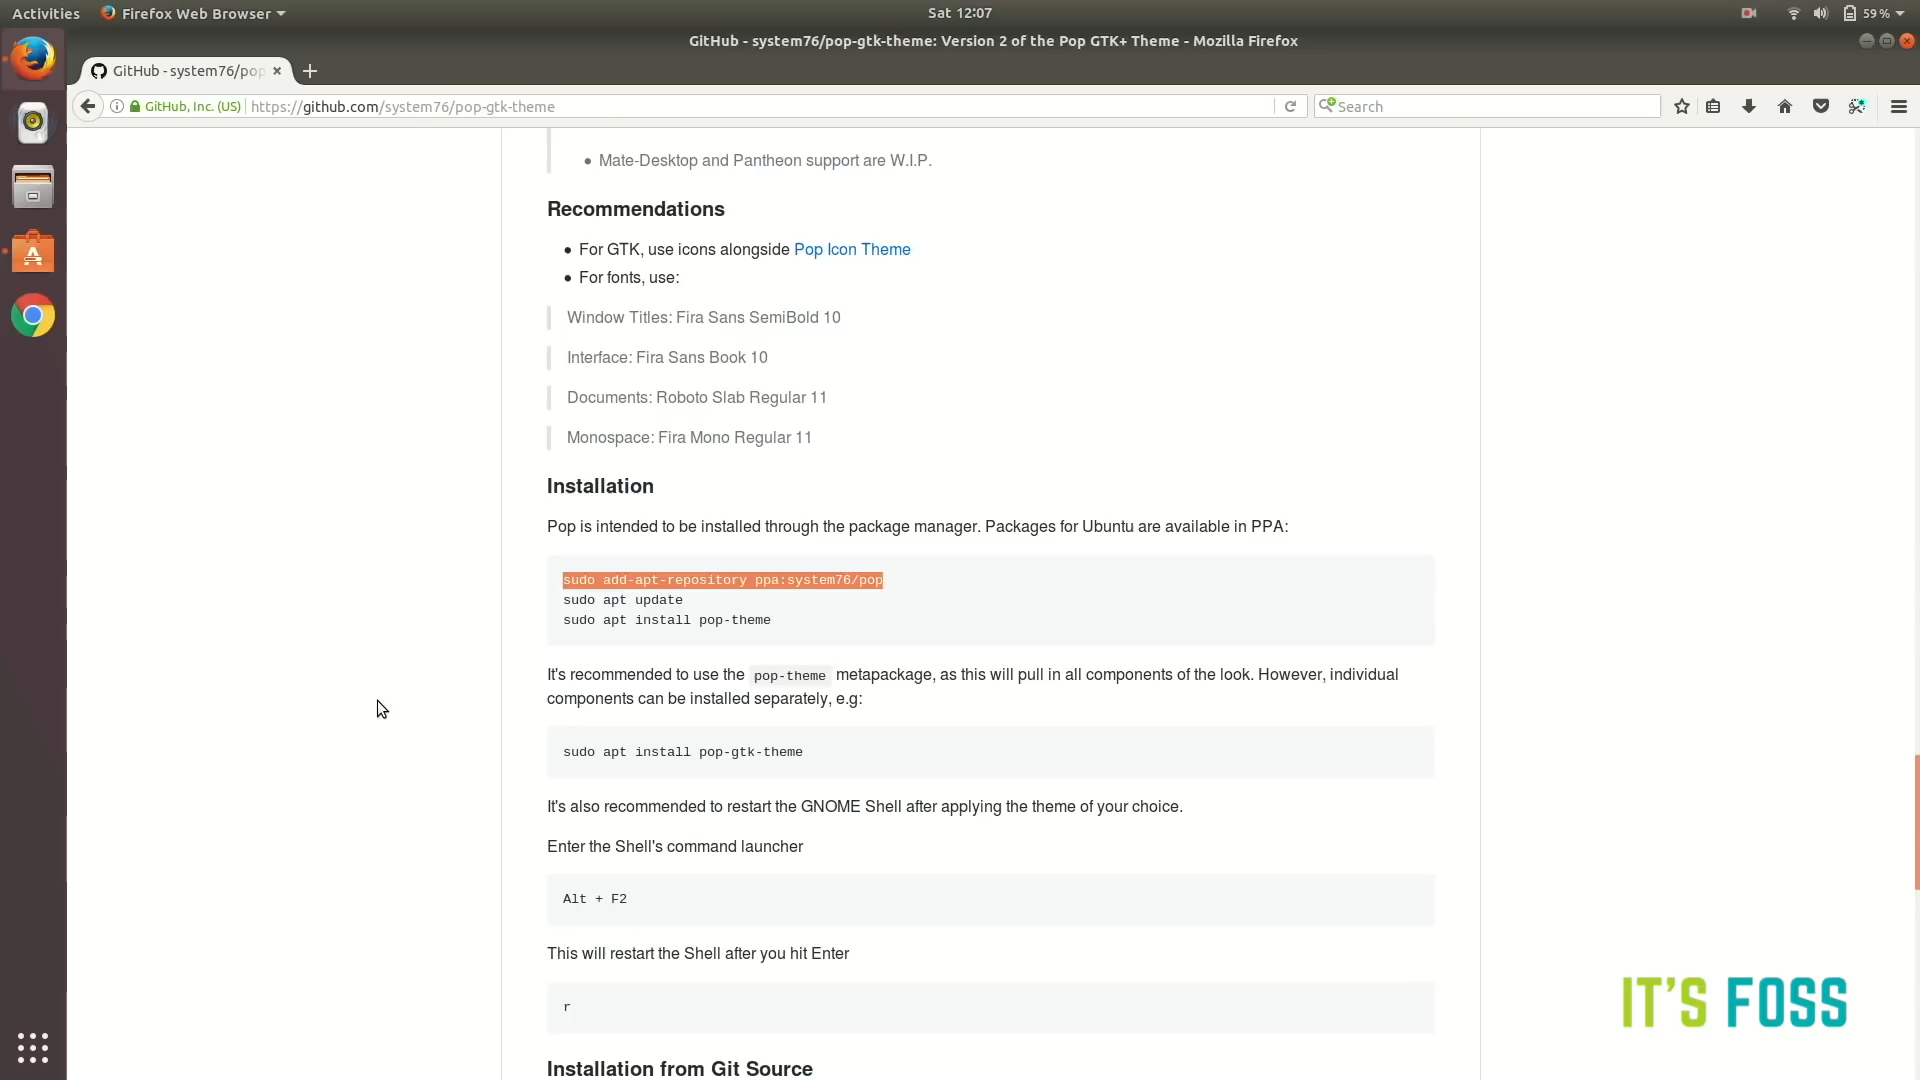 Activities
Firefox Web Browser
Sat 12:07
59 %
GitHub - system76/pop-gtk-theme: Version 2 of the Pop GTK+ Theme - Mozilla Firefox
GitHub - system76/pop
GitHub, Inc. (US)
https://github.com/system76/pop-gtk-theme
Search
Mate-Desktop and Pantheon support are W.I.P.
Recommendations
For GTK, use icons alongside Pop Icon Theme
For fonts, use:
Window Titles: Fira Sans SemiBold 10
Interface: Fira Sans Book 10
Documents: Roboto Slab Regular 11
Monospace: Fira Mono Regular 11
Installation
Pop is intended to be installed through the package manager. Packages for Ubuntu are available in PPA:
sudo add-apt-repository ppa:system76/pop
sudo apt update
sudo apt install pop-theme
It's recommended to use the pop-theme metapackage, as this will pull in all components of the look. However, individual
components can be installed separately, e.g:
sudo apt install pop-gtk-theme
It's also recommended to restart the GNOME Shell after applying the theme of your choice.
Enter the Shell's command launcher
Alt + F2
This will restart the Shell after you hit Enter
r
Installation from Git Source
IT'S FOSS